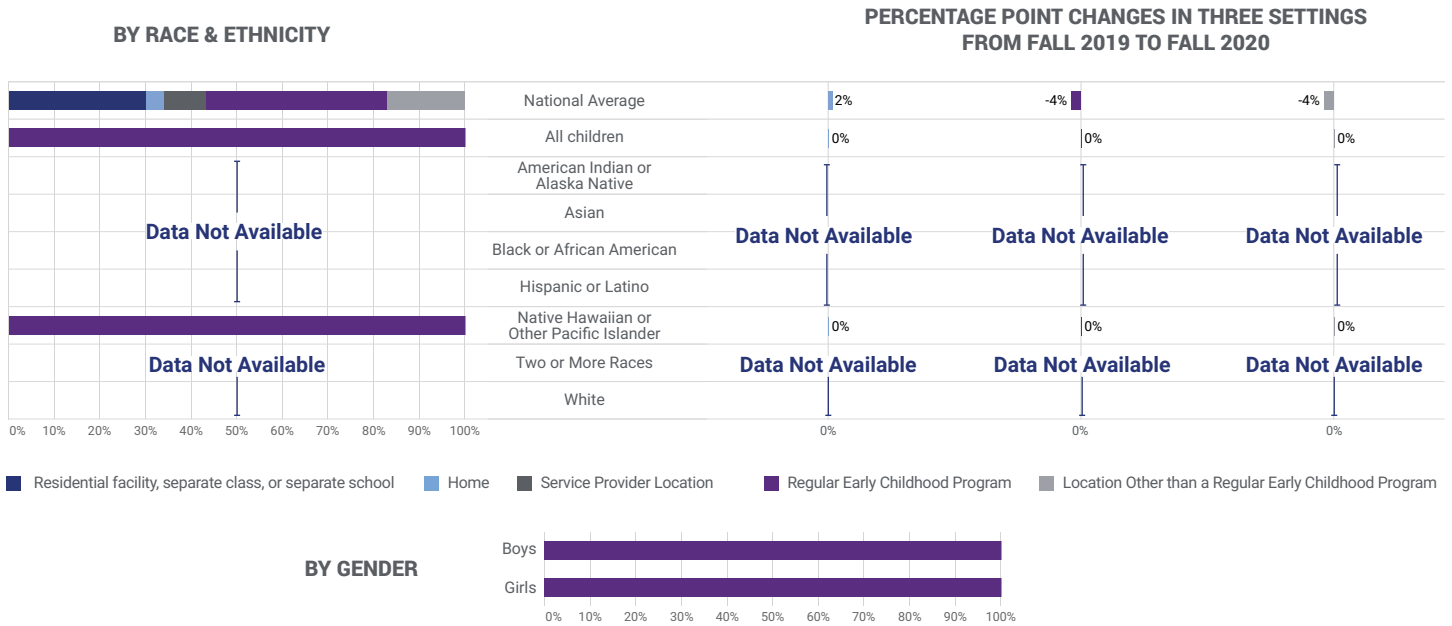 BY RACE & ETHNICITY
PERCENTAGE POINT CHANGES IN THREE SETTINGS
FROM FALL 2019 TO FALL 2020
National Average
2%
-4%
-4%
All children
0%
0%
0%
American Indian or
Alaska Native
Asian
Data Not Available
Data Not Available
Data Not Available
Data Not Available
Black or African American
Hispanic or Latino
Native Hawaiian or
Other Pacific Islander
0%
0%
0%
Data Not Available
Two or More Races
Data Not Available
Data Not Available
Data Not Available
White
0% 10% 20% 30% 40% 50% 60% 70% 80% 90% 100%
0%
0%
0%
Residential facility, separate class, or separate school
Home
Service Provider Location
Regular Early Childhood Program
Location Other than a Regular Early Childhood Program
BY GENDER
Boys
Girls
0% 10% 20% 30% 40% 50% 60% 70% 80% 90% 100%